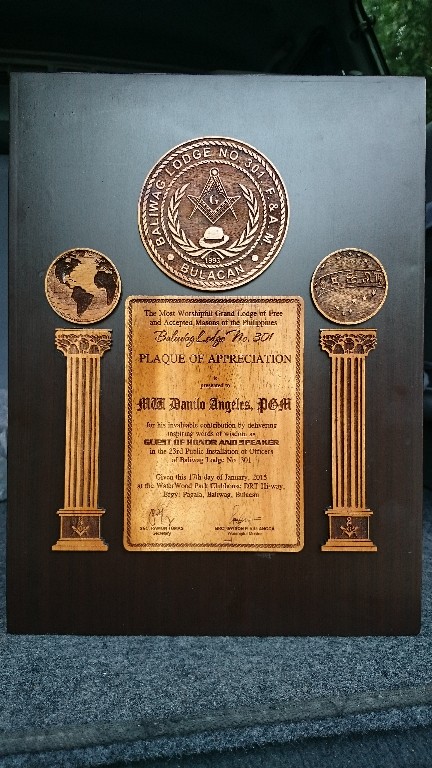 BALIWAG LODGE NO. 301 F. & A. M.
G
1993
BULACAN
The Most Worshipful Grand Lodge of Free
and Accepted Masons of the Philippines
Baliwag Lodge No. 301
PLAQUE OF APPRECIATION
is
presented to
MW Danilo Angeles, PGM
for his invaluable contribution by delivering
inspiring words of wisdom as
GUEST OF HONOR AND SPEAKER
in the 23rd Public Installation of Officers
of Baliwag Lodge No. 301
Given this 17th day of January, 2015
at the WaterWood Park Clubhouse, DRT Hi-way,
Brgy. Pagala, Baliwag, Bulacan
Secretary
Worshipful Master